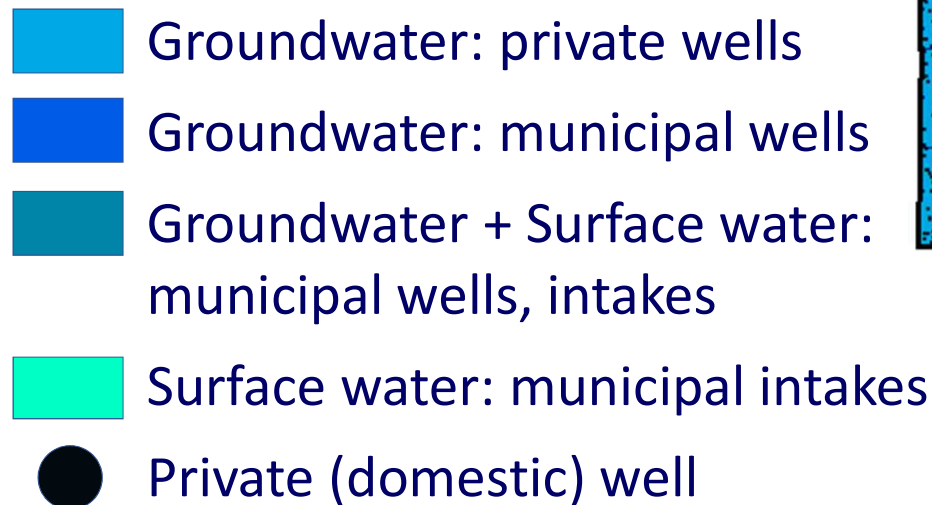 Groundwater: private wells
Groundwater: municipal wells
Groundwater + Surface water:
municipal wells, intakes
Surface water: municipal intakes
Private (domestic) well